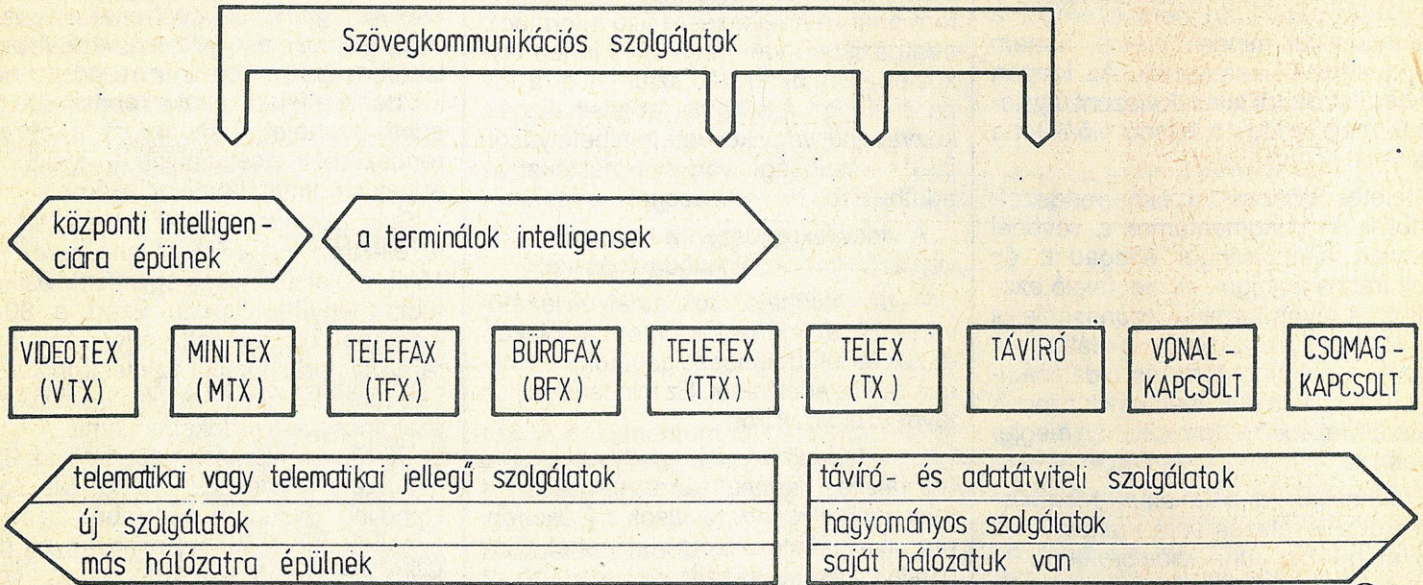 Szövegkommunikációs szolgálatok
központi intelligen-
ciára épülnek
a terminálok intelligensek
VIDEOTEX
(VTX)
MINITEX
(MTX)
TELEFAX
(TFX)
BÜROFAX
(BFX)
TELETEX
(TTX)
TELEX
(TX)
TÁVIRÓ
VONAL-
KAPCSOLT
CSOMAG-
KAPCSOLT
telematikai vagy telematikai jellegű szolgálatok
új szolgálatok
más hálózatra épülnek
távíró- és adatátviteli szolgálatok
hagyományos szolgálatok
saját hálózatuk van